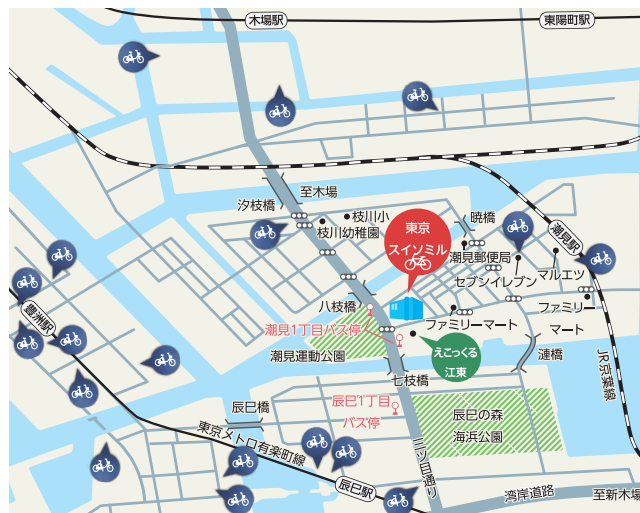 木場駅
東陽町駅
至木場
汐枝橋
枝川小
枝川幼稚園
東京
スイソミル
暁橋
潮見駅
潮見郵便局
セブンイレブン
マルエツ
豊洲駅
八枝橋
潮見1丁目バス停
ファミリーマート
ファミリー
マート
潮見運動公園
えこっくる
江東
漣橋
JR京葉線
七枝橋
辰巳橋
辰巳1丁目
バス停
辰巳の森
海浜公園
東京メトロ有楽町線
三ツ目通り
辰巳駅
湾岸道路
至新木場